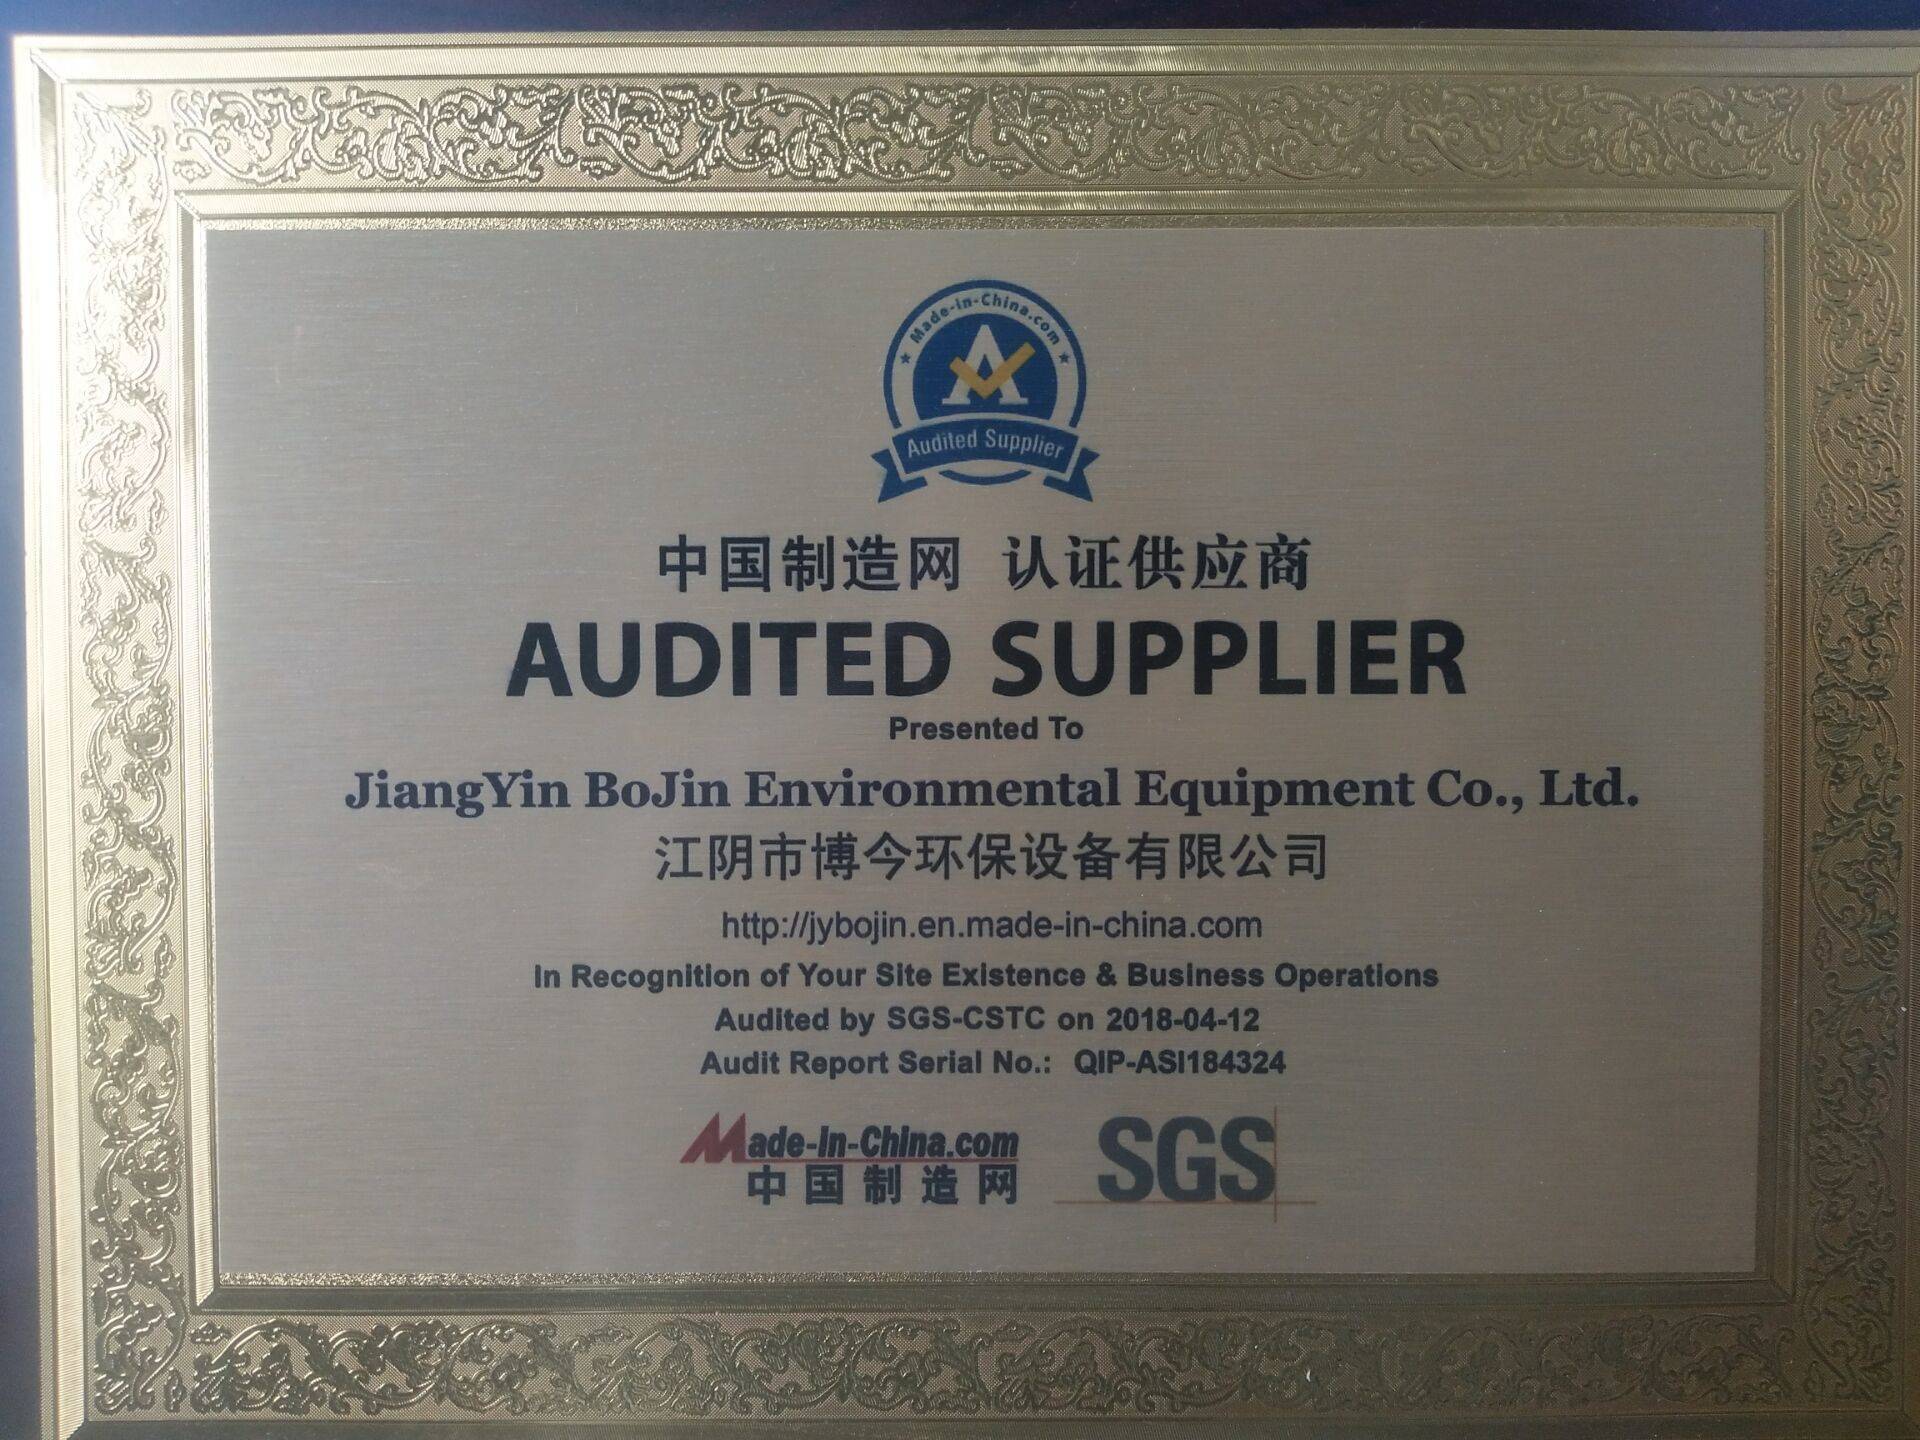 Made-in-China.com
A
Audited Supplier
中国制造网 认证供应商
AUDITED SUPPLIER
Presented To
JiangYin BoJin Environmental Equipment Co., Ltd.
江阴市博今环保设备有限公司
http://jybojin.en.made-in-china.com
In Recognition of Your Site Existence & Business Operations
Audited by SGS-CSTC on 2018-04-12
Audit Report Serial No.: QIP-ASI184324
Made-in-China.com
中国制造网
SGS